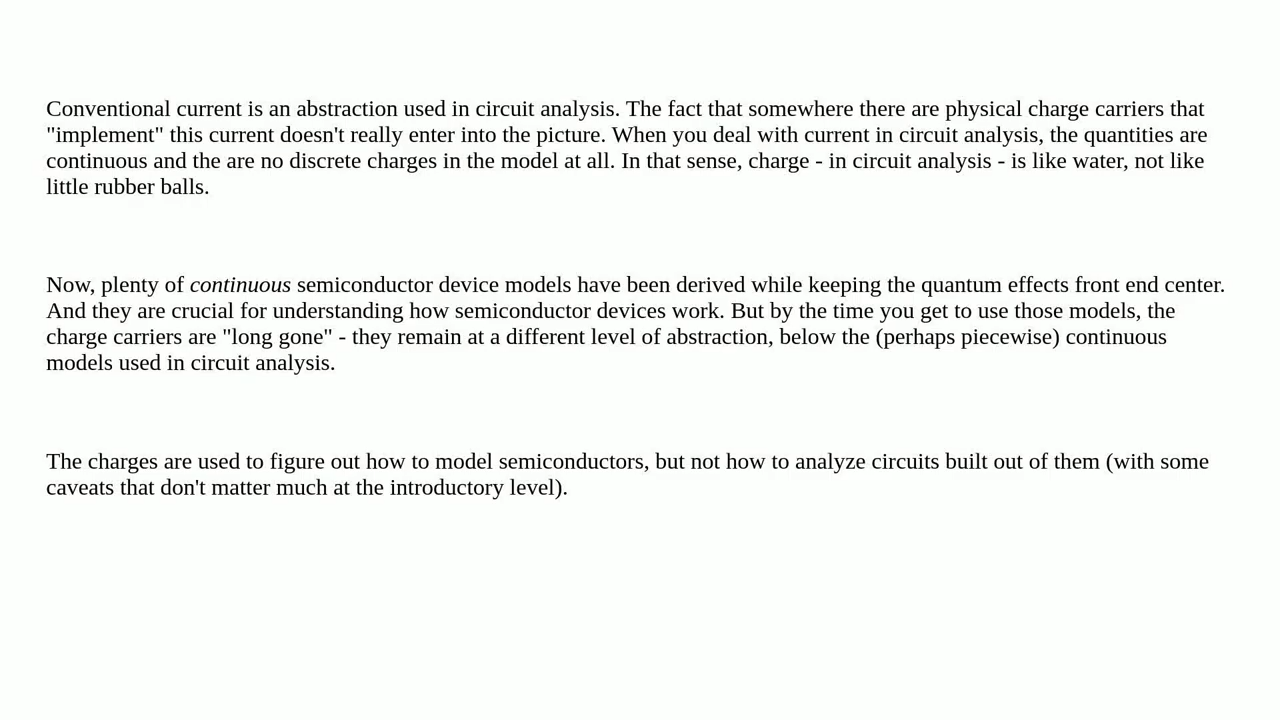 Conventional current is an abstraction used in circuit analysis. The fact that somewhere there are physical charge carriers that
"implement" this current doesn't really enter into the picture. When you deal with current in circuit analysis, the quantities are
continuous and the are no discrete charges in the model at all. In that sense, charge - in circuit analysis - is like water, not like
little rubber balls.
Now, plenty of continuous semiconductor device models have been derived while keeping the quantum effects front end center.
And they are crucial for understanding how semiconductor devices work. But by the time you get to use those models, the
charge carriers are "long gone" - they remain at a different level of abstraction, below the (perhaps piecewise) continuous
models used in circuit analysis.
The charges are used to figure out how to model semiconductors, but not how to analyze circuits built out of them (with some
caveats that don't matter much at the introductory level).